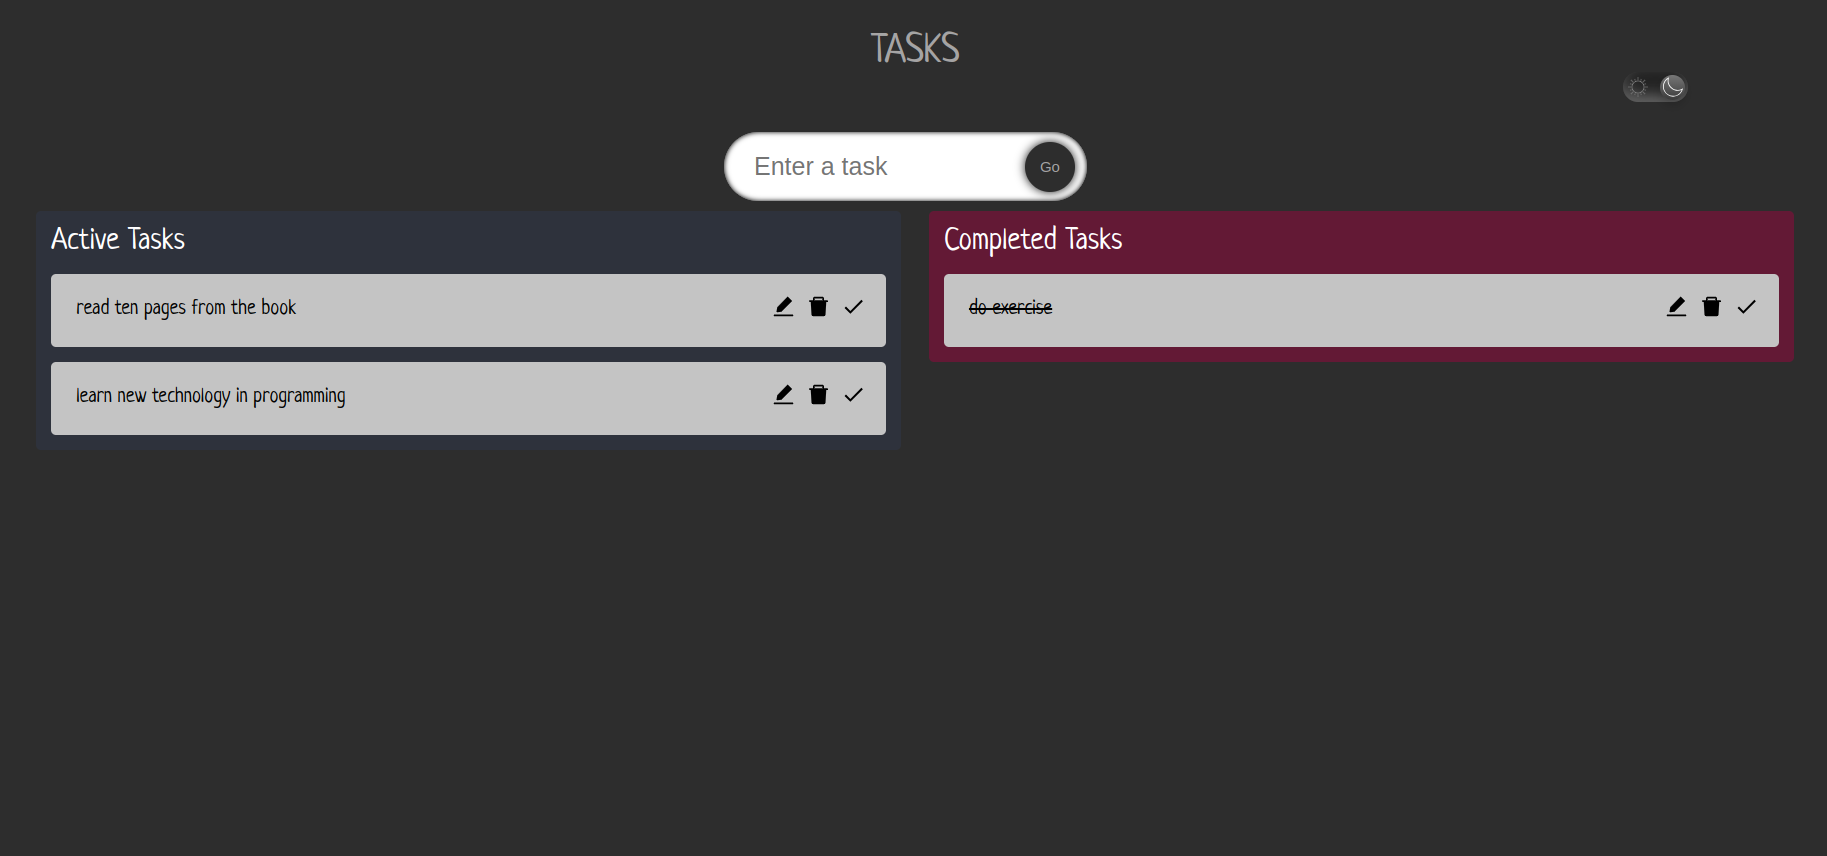 TASKS
Enter a task
Go
Active Tasks
read ten pages from the book
learn new technology in programming
Completed Tasks
do exercise